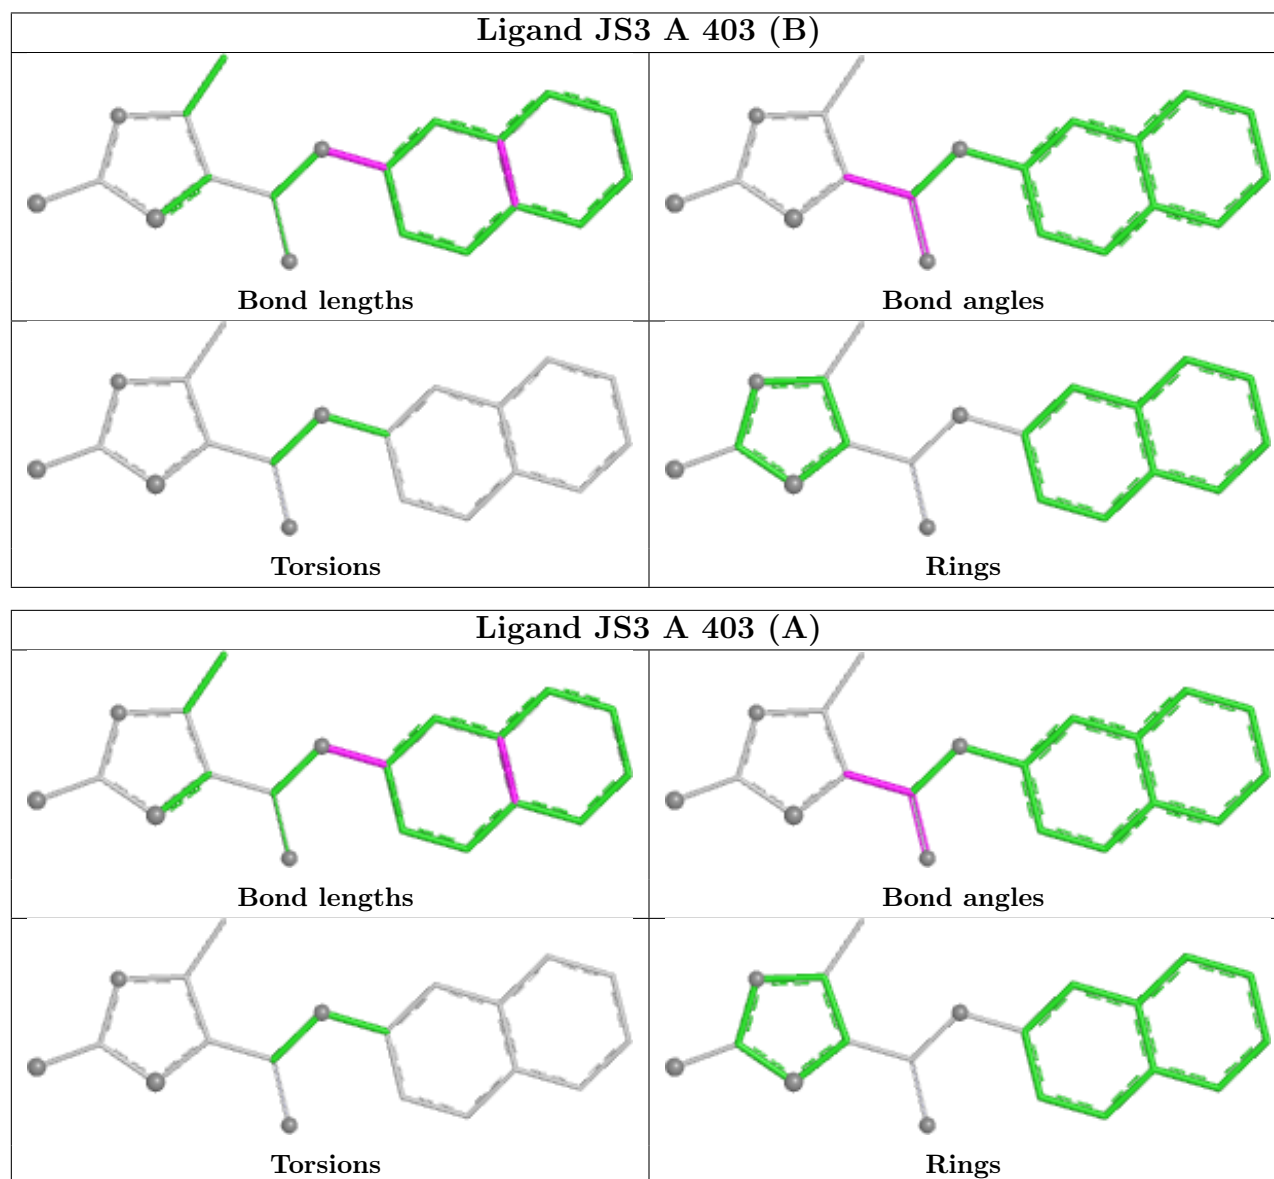 Ligand JS3 A 403 (B)
Bond lengths
Bond angles
Torsions
Rings
Ligand JS3 A 403 (A)
Bond lengths
Bond angles
Torsions
Rings